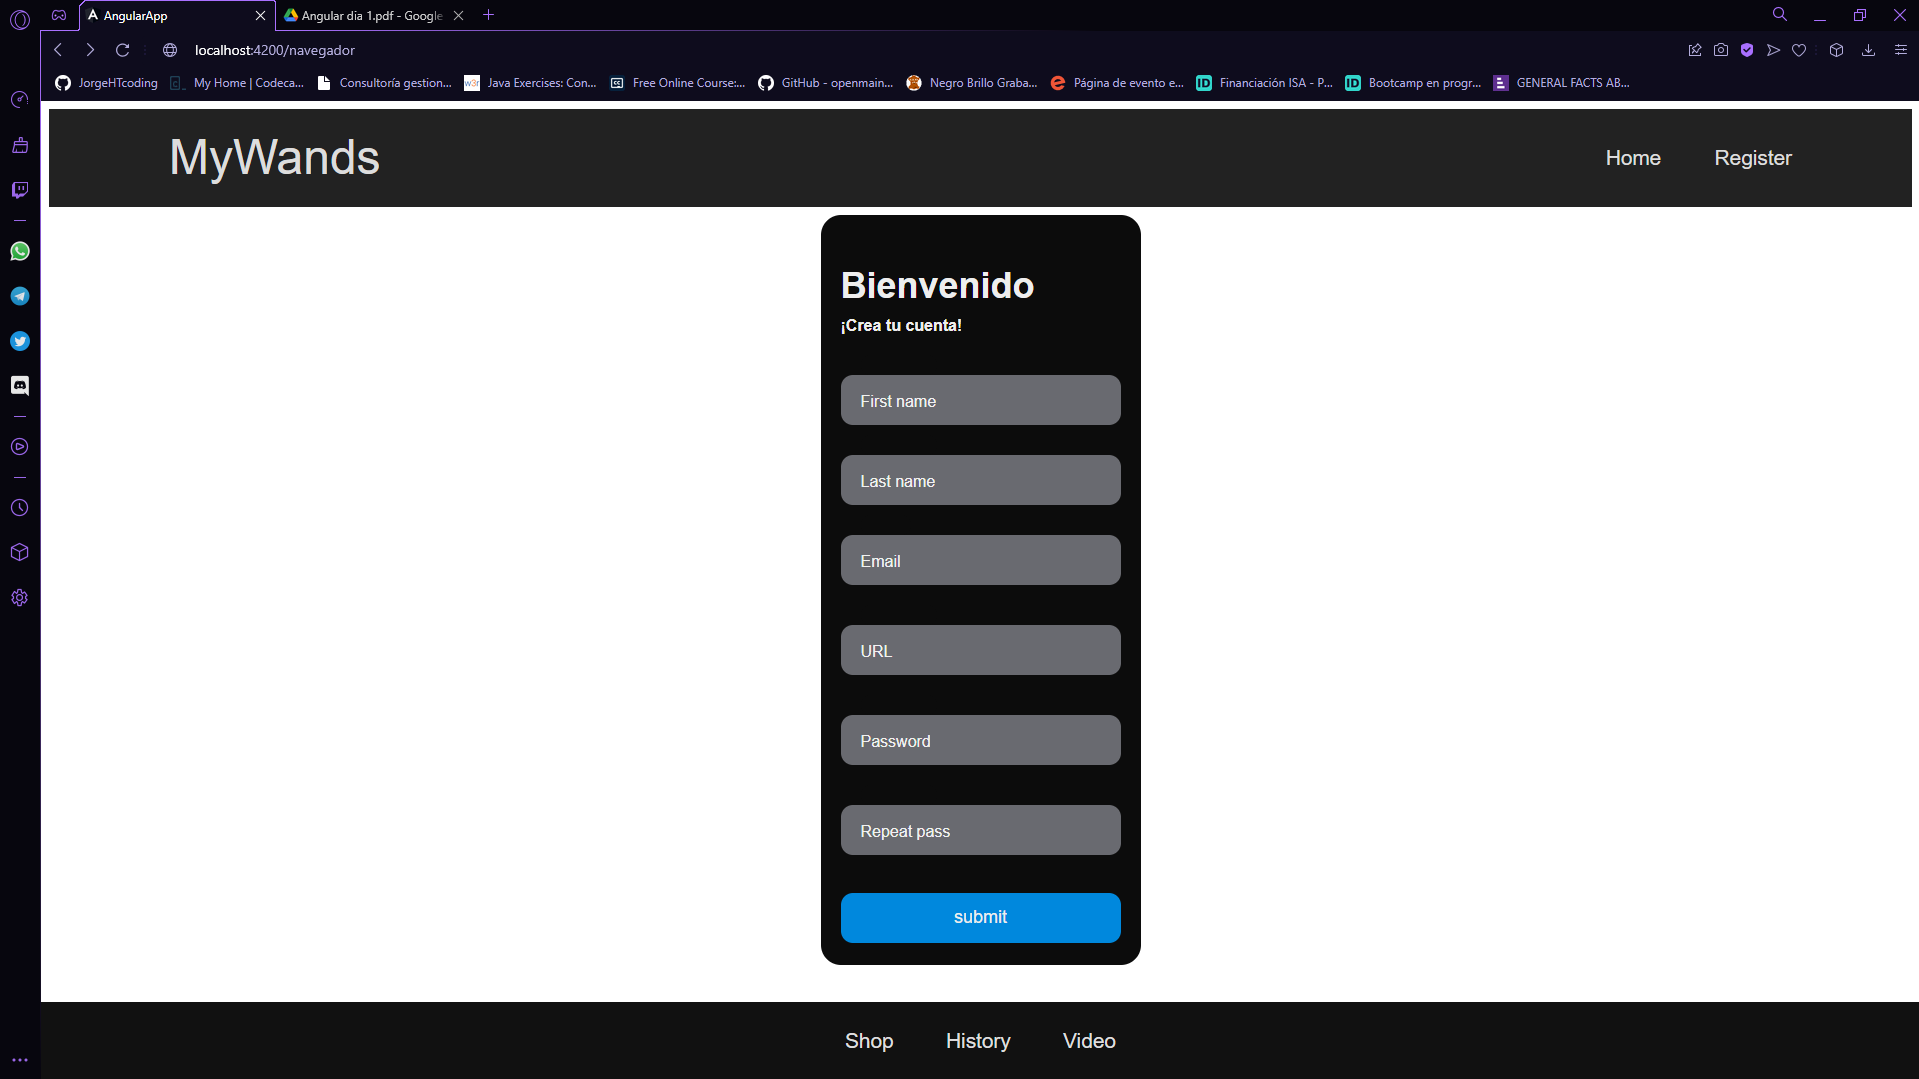 AngularApp
Angular dia 1.pdf - Google
localhost:4200/navegador
JorgeHTcoding
My Home | Codeca...
Consultoría gestion...
w3r
Java Exercises: Con...
Free Online Course:...
GitHub - openmain...
Negro Brillo Graba...
Página de evento e...
ID
Financiación ISA - P...
ID
Bootcamp en progr...
GENERAL FACTS AB...
MyWands
Home
Register
Bienvenido
¡Crea tu cuenta!
First name
Last name
Email
URL
Password
Repeat pass
submit
Shop
History
Video